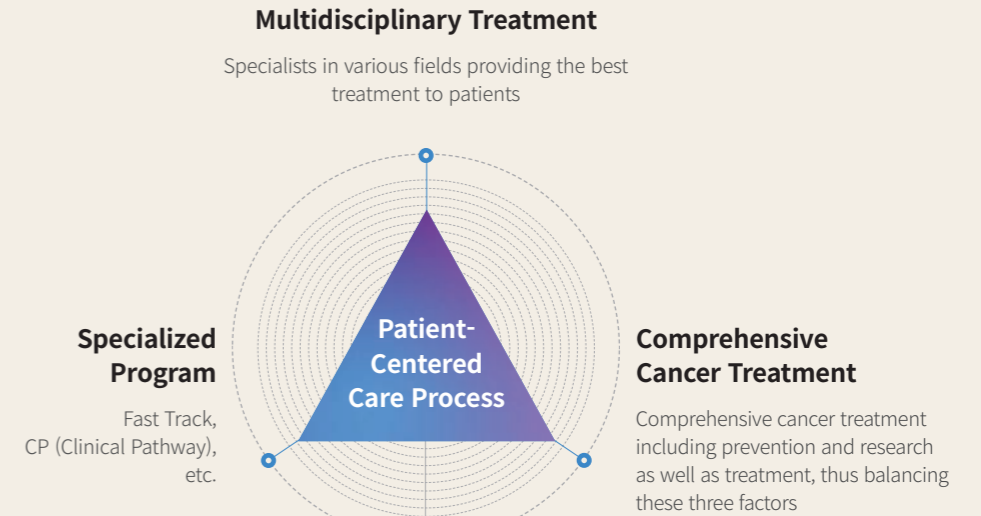 Multidisciplinary Treatment
Specialists in various fields providing the best
treatment to patients
Patient-
Centered
Care Process
Specialized
Program
Fast Track,
CP (Clinical Pathway),
etc.
Comprehensive
Cancer Treatment
Comprehensive cancer treatment
including prevention and research
as well as treatment, thus balancing
these three factors